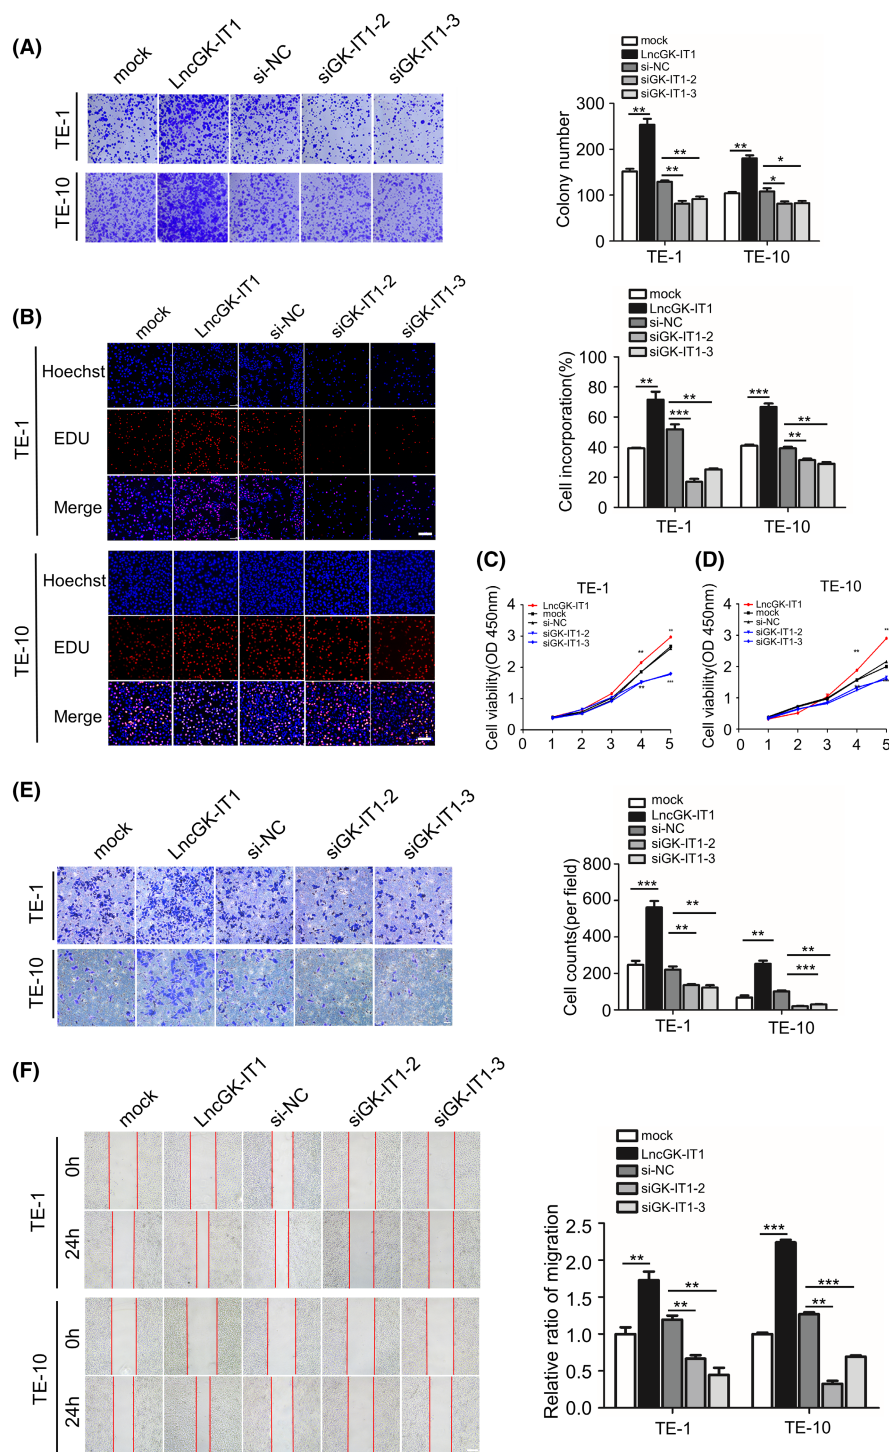 (A)
mock
LncGK-IT1
si-NC
siGK-IT1-2
siGK-IT1-3
TE-1
TE-10
mock
LncGK-IT1
si-NC
siGK-IT1-2
siGK-IT1-3
Colony number
300
200
100
0
**
**
**
**
*
*
TE-1
TE-10
(B)
mock
LncGK-IT1
si-NC
siGK-IT1-2
siGK-IT1-3
TE-1
Hoechst
EDU
Merge
TE-10
Hoechst
EDU
Merge
mock
LncGK-IT1
si-NC
siGK-IT1-2
siGK-IT1-3
Cell incorporation(%)
100
80
60
40
20
0
**
**
***
***
**
**
TE-1
TE-10
(C)
TE-1
LncGK-IT1
mock
si-NC
siGK-IT1-2
siGK-IT1-3
Cell viability(OD 450nm)
4
3
2
1
0
**
**
**
***
0 1 2 3 4 5
(D)
TE-10
LncGK-IT1
mock
si-NC
siGK-IT1-2
siGK-IT1-3
Cell viability(OD 450nm)
4
3
2
1
0
**
**
0 1 2 3 4 5
(E)
mock
LncGK-IT1
si-NC
siGK-IT1-2
siGK-IT1-3
TE-1
TE-10
mock
LncGK-IT1
si-NC
siGK-IT1-2
siGK-IT1-3
Cell counts(per field)
800
600
400
200
0
***
**
**
**
**
***
TE-1
TE-10
(F)
mock
LncGK-IT1
si-NC
siGK-IT1-2
siGK-IT1-3
TE-1
0h
24h
TE-10
0h
24h
mock
LncGK-IT1
si-NC
siGK-IT1-2
siGK-IT1-3
Relative ratio of migration
2.5
2.0
1.5
1.0
0.5
0.0
**
**
**
***
***
**
TE-1
TE-10